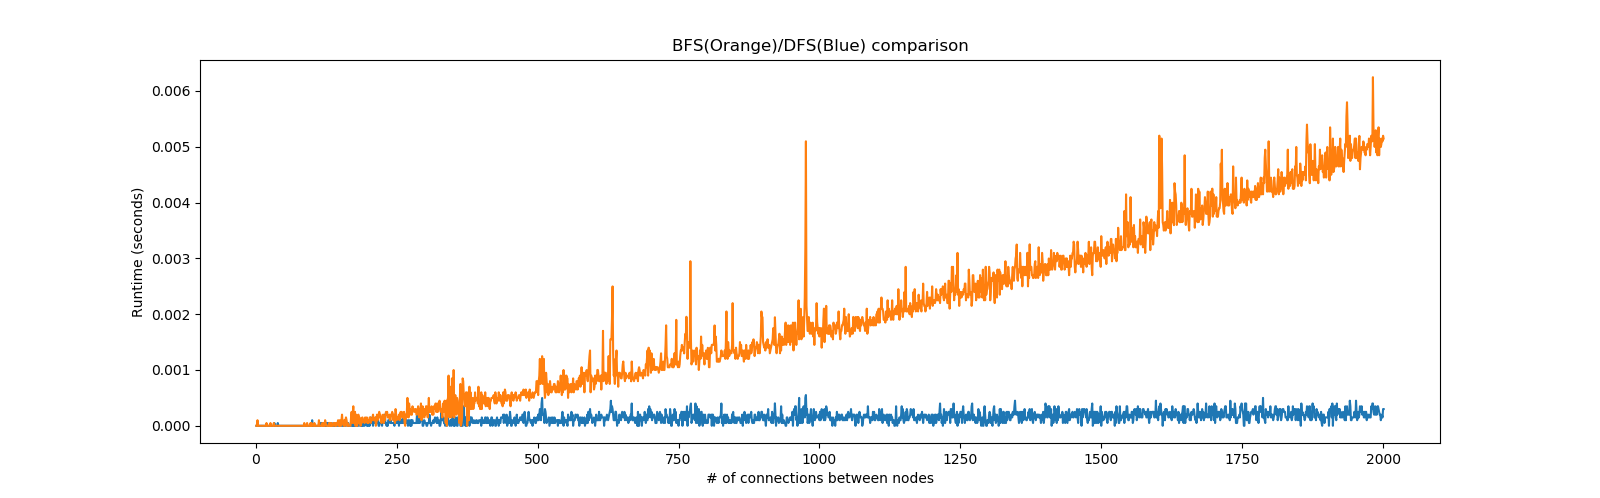 BFS(Orange)/DFS(Blue) comparison
0.006
0.005
0.004
0.003
0.002
0.001
0.000
Runtime (seconds)
0 250 500 750 1000 1250 1500 1750 2000
# of connections between nodes